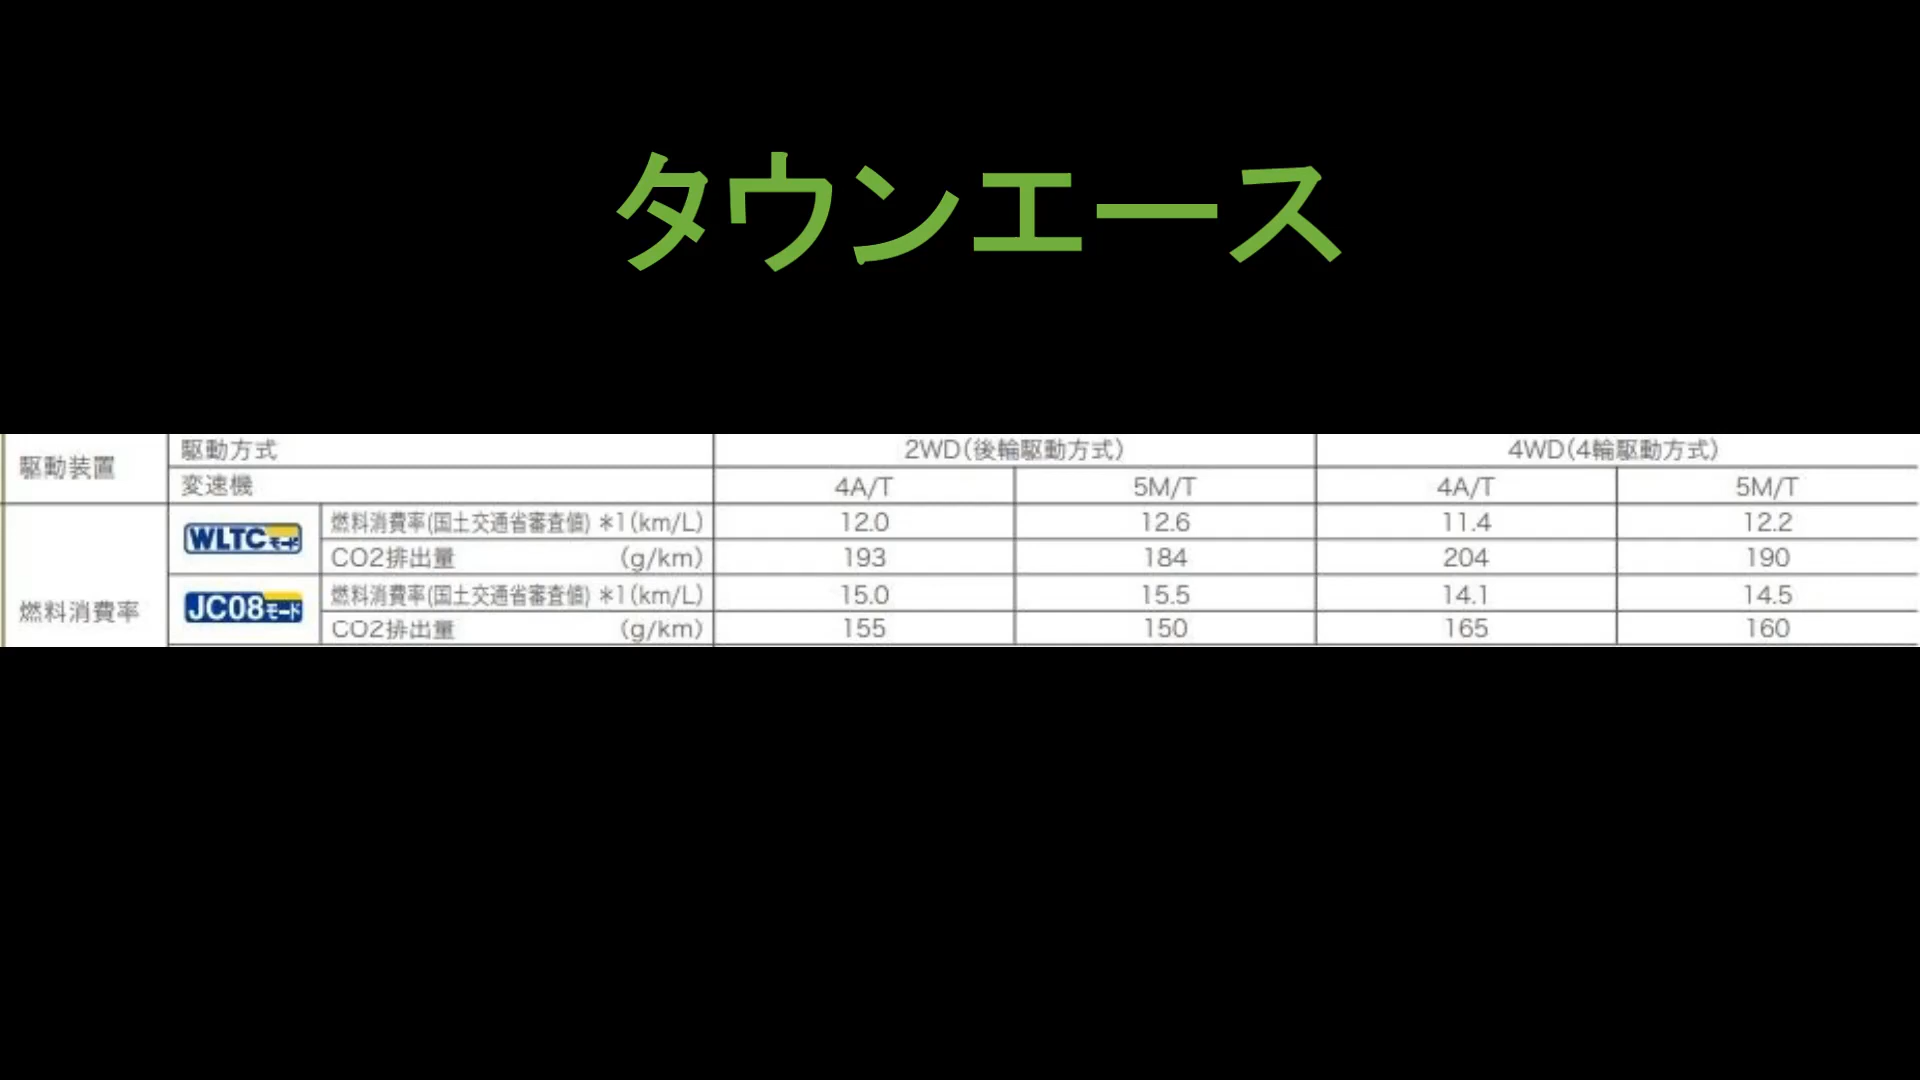 タウンエース
駆動装置 駆動方式 2WD(後輪駆動方式) 4WD(4輪駆動方式)
変速機 4A/T 5M/T 4A/T 5M/T
燃料消費率 WLTCモード 燃料消費率(国土交通省審査値) *1(km/L) 12.0 12.6 11.4 12.2
CO2排出量 (g/km) 193 184 204 190
JC08モード 燃料消費率(国土交通省審査値) *1(km/L) 15.0 15.5 14.1 14.5
CO2排出量 (g/km) 155 150 165 160